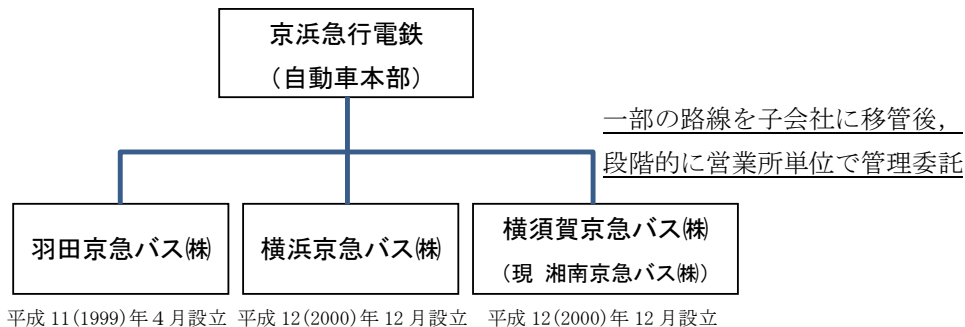 京浜急行電鉄
（自動車本部）
一部の路線を子会社に移管後，
段階的に営業所単位で管理委託
羽田京急バス㈱
横浜京急バス㈱
横須賀京急バス㈱
（現 湘南京急バス㈱）
平成 11(1999)年４月設立
平成 12(2000)年 12 月設立
平成 12(2000)年 12 月設立